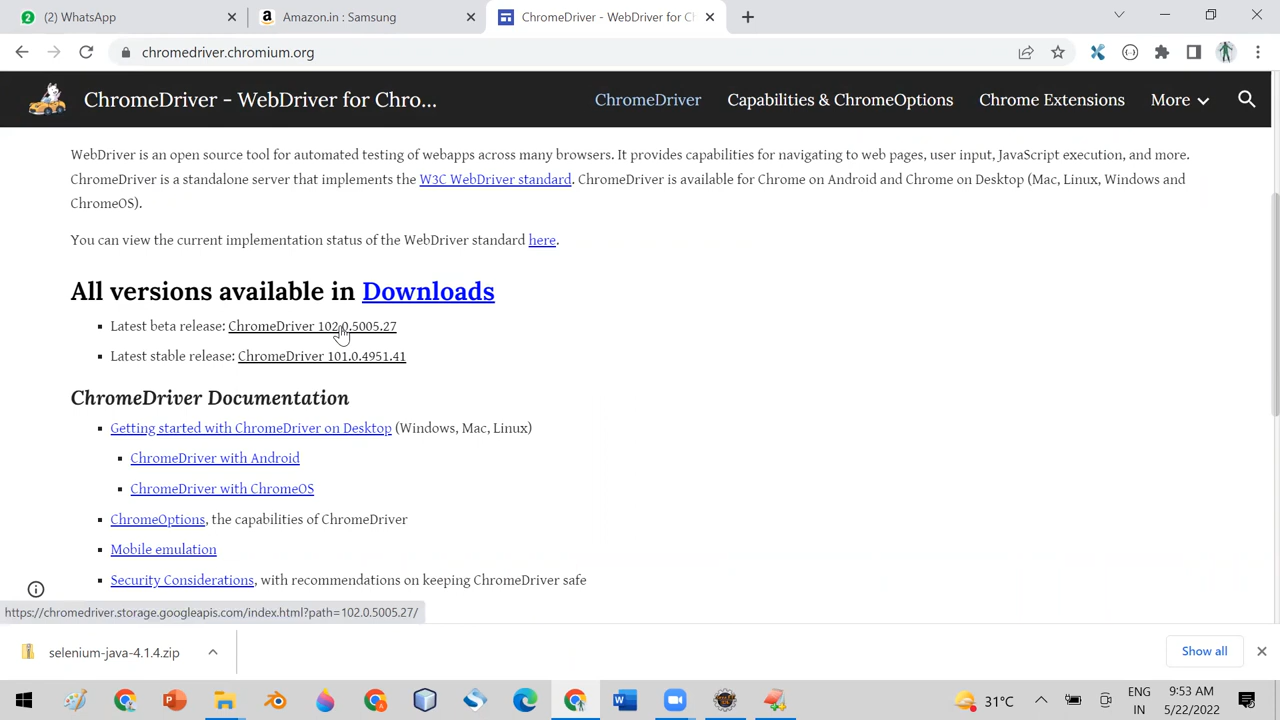 (2) WhatsApp
Amazon.in : Samsung
ChromeDriver - WebDriver for C
chromedriver.chromium.org
ChromeDriver - WebDriver for Chro...
ChromeDriver
Capabilities & ChromeOptions
Chrome Extensions
More
WebDriver is an open source tool for automated testing of webapps across many browsers. It provides capabilities for navigating to web pages, user input, JavaScript execution, and more.
ChromeDriver is a standalone server that implements the W3C WebDriver standard. ChromeDriver is available for Chrome on Android and Chrome on Desktop (Mac, Linux, Windows and
ChromeOS).
You can view the current implementation status of the WebDriver standard here.
All versions available in Downloads
Latest beta release: ChromeDriver 102.0.5005.27
Latest stable release: ChromeDriver 101.0.4951.41
ChromeDriver Documentation
Getting started with ChromeDriver on Desktop (Windows, Mac, Linux)
ChromeDriver with Android
ChromeDriver with ChromeOS
ChromeOptions, the capabilities of ChromeDriver
Mobile emulation
Security Considerations, with recommendations on keeping ChromeDriver safe
https://chromedriver.storage.googleapis.com/index.html?path=102.0.5005.27/
selenium-java-4.1.4.zip
Show all
31°C
ENG
IN
9:53 AM
5/22/2022